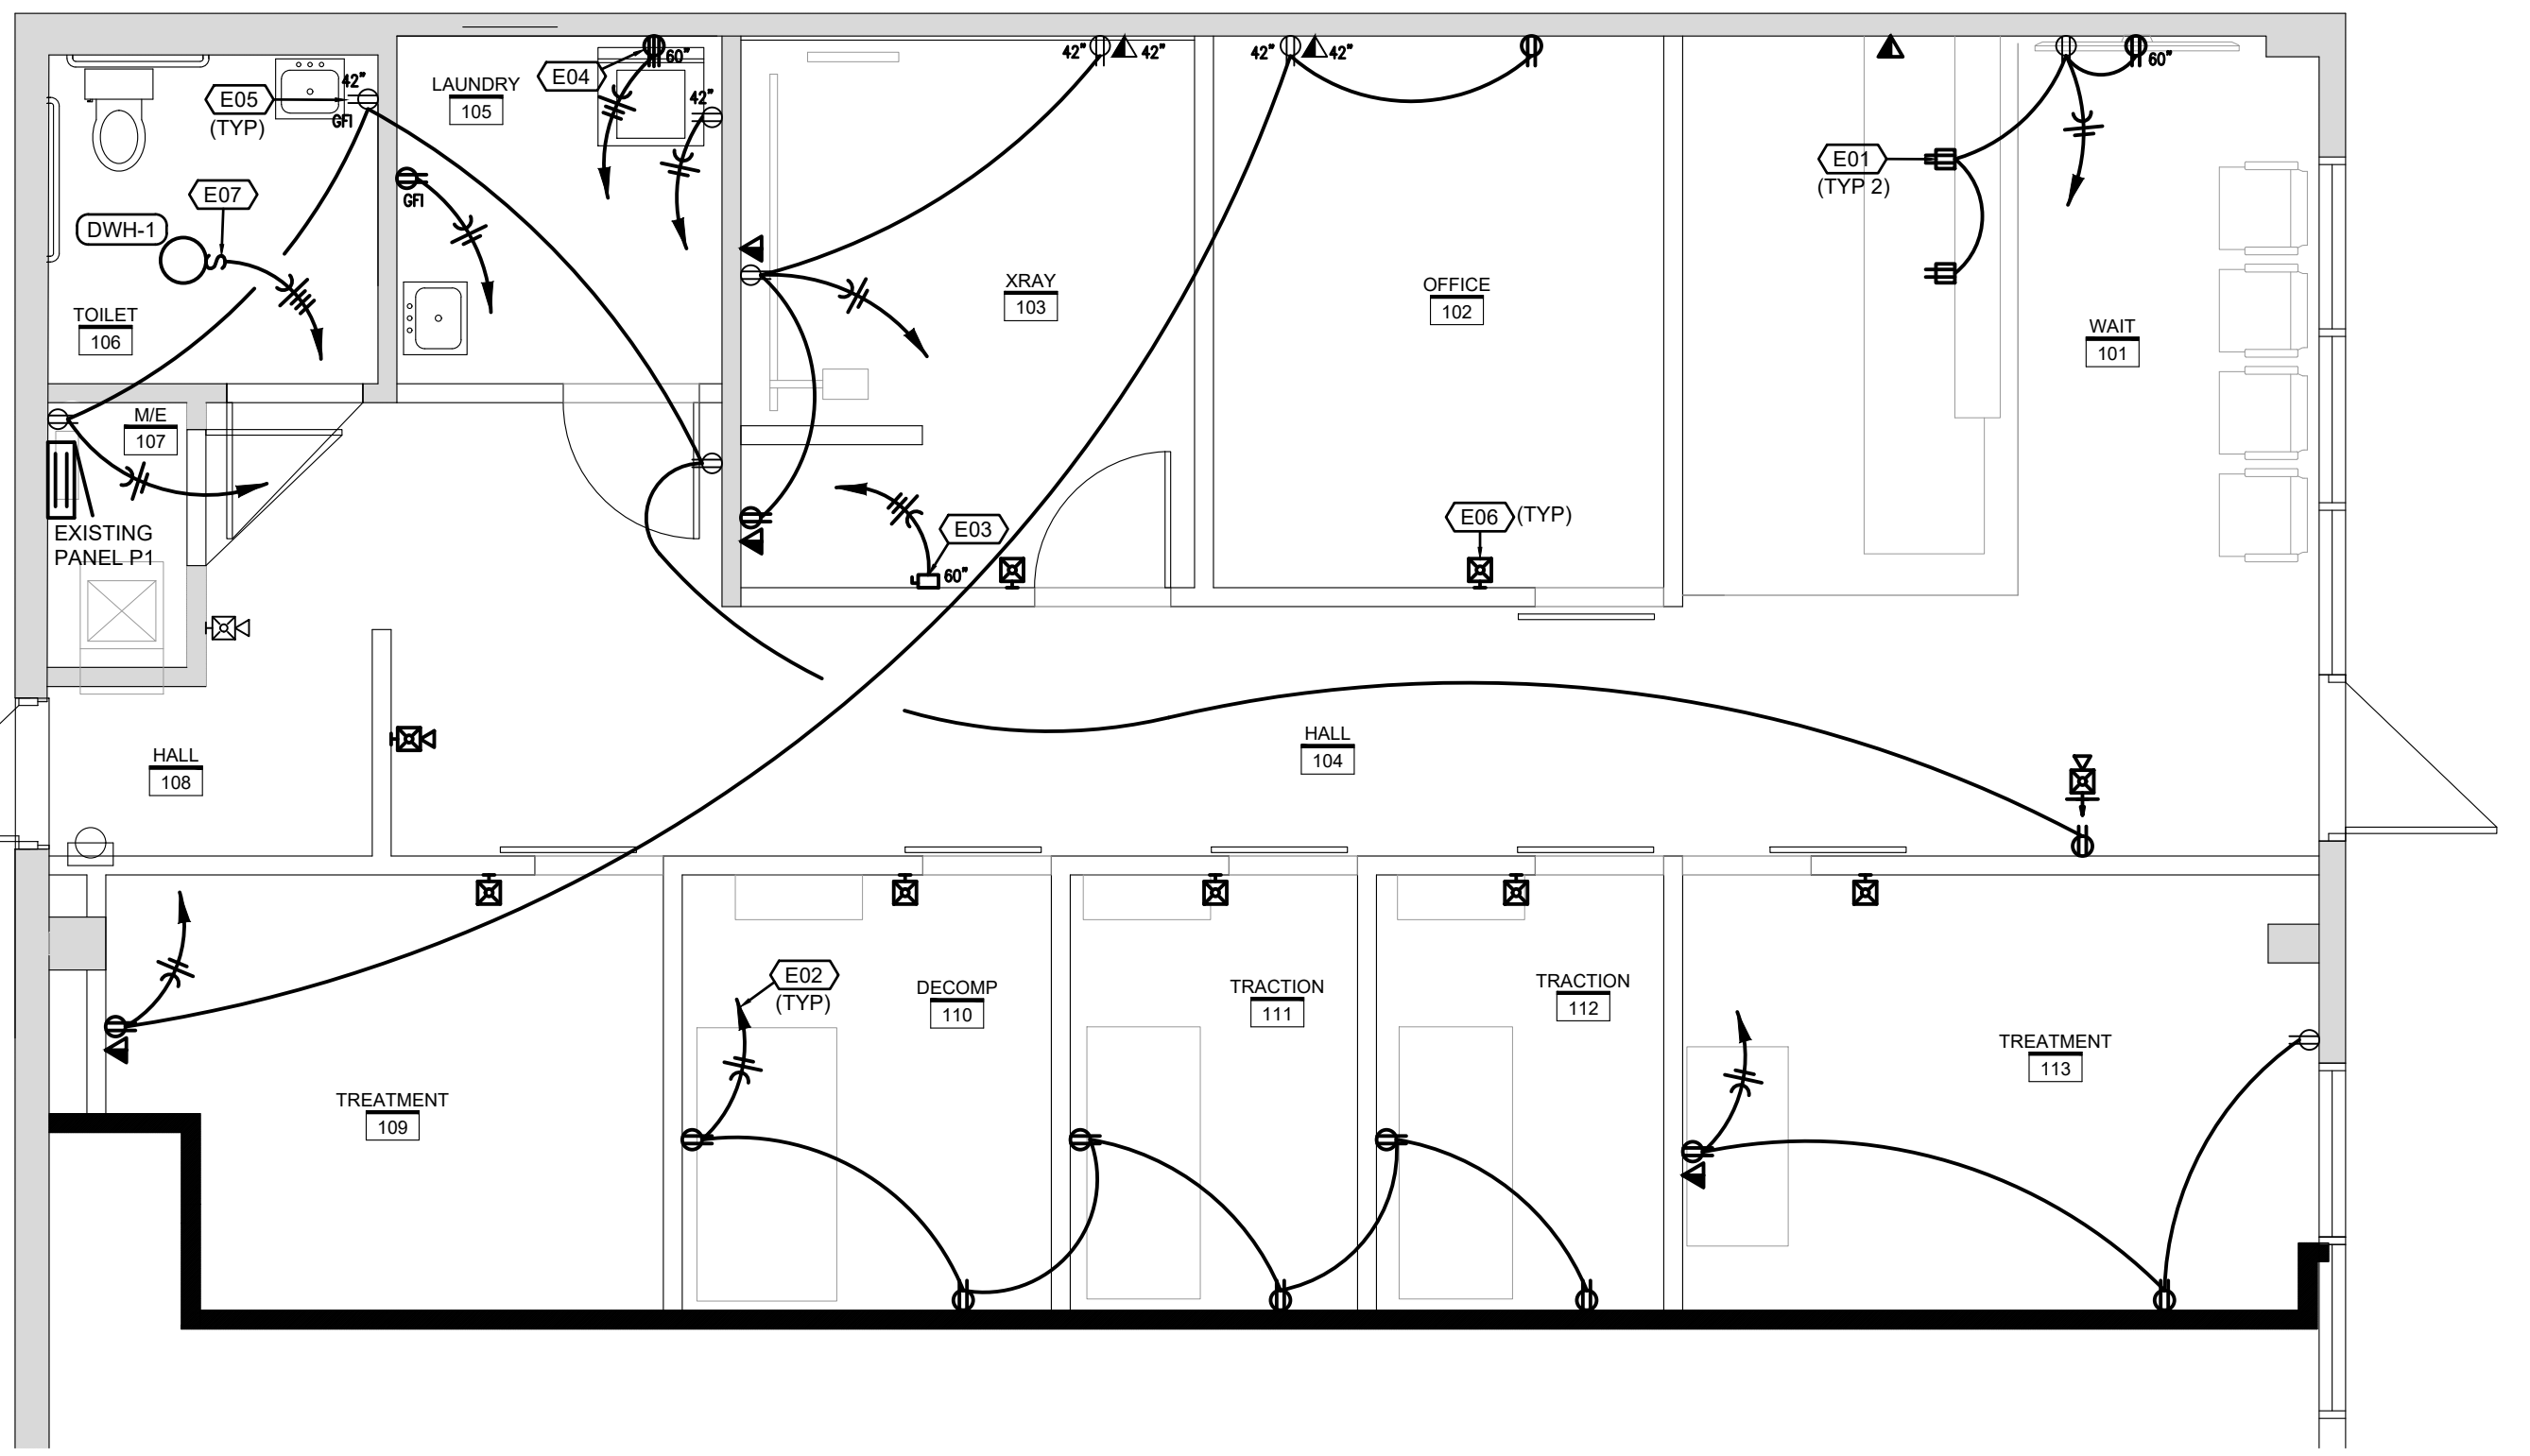 60"
42"
42"
42"
42"
60"
E04
LAUNDRY
105
42"
E05
(TYP)
42"
GFI
E01
(TYP 2)
E07
GFI
DWH-1
TOILET
106
XRAY
103
OFFICE
102
WAIT
101
M/E
107
EXISTING
PANEL P1
E03
60"
E06
(TYP)
HALL
108
HALL
104
E02
(TYP)
DECOMP
110
TRACTION
111
TRACTION
112
TREATMENT
113
TREATMENT
109